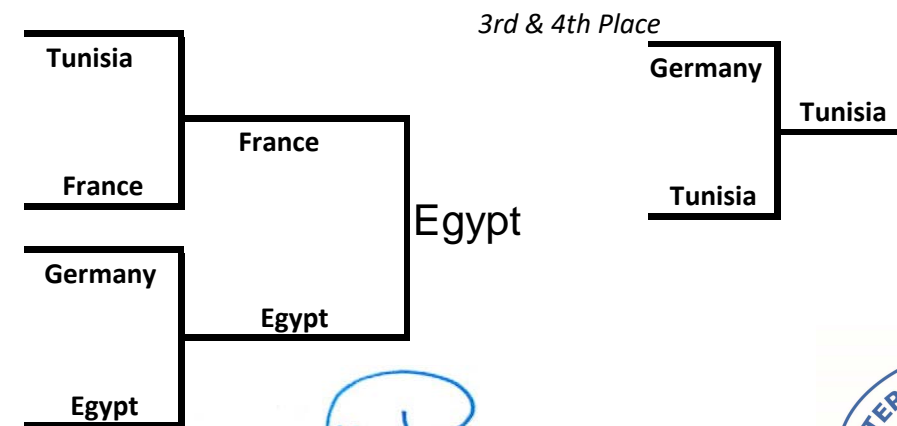 3rd & 4th Place
Tunisia
France
France
Germany
Egypt
Egypt
Egypt
Germany
Tunisia
Tunisia